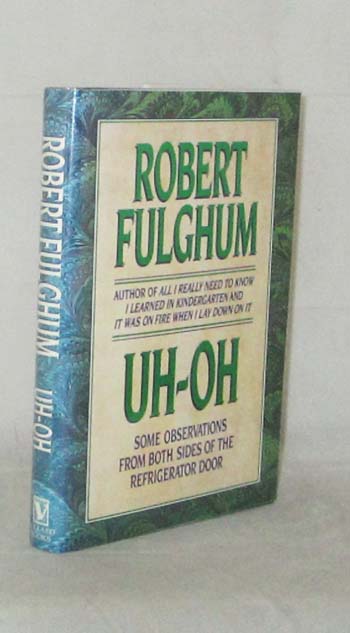 ROBERT
FULGHUM
AUTHOR OF ALL I REALLY NEED TO KNOW
I LEARNED IN KINDERGARTEN AND
IT WAS ON FIRE WHEN I LAY DOWN ON IT
UH-OH
SOME OBSERVATIONS
FROM BOTH SIDES OF THE
REFRIGERATOR DOOR
ROBERT FULGHUM UH-OH
V